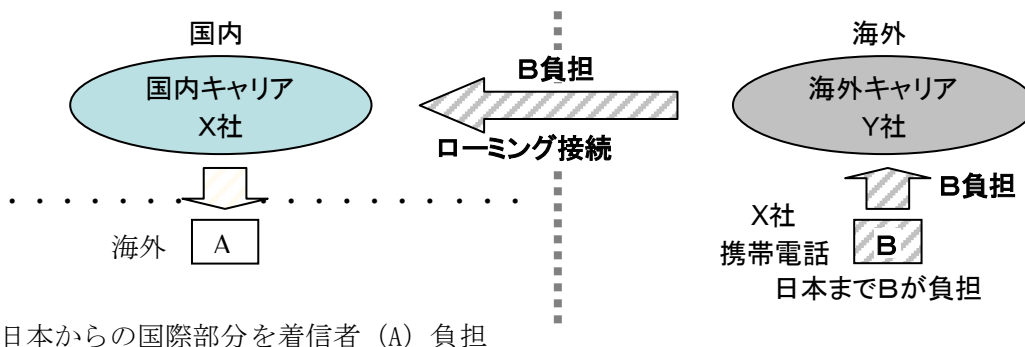 国内
海外
B負担
国内キャリア
X社
海外キャリア
Y社
ローミング接続
B負担
X社
携帯電話
海外
A
B
日本までBが負担
日本からの国際部分を着信者（A）負担